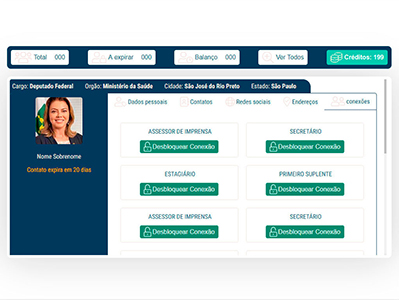 Total 000 A expirar 000 Balanço 000 Ver Todos Créditos: 199
Cargo: Deputado Federal Orgão: Ministério da Saúde Cidade: São José do Rio Preto Estado: São Paulo
Dados pessoais Contatos Redes sociais Endereços conexões
ASSESSOR DE IMPRENSA SECRETÁRIO
Desbloquear Conexão Desbloquear Conexão
Nome Sobrenome
Contato expira em 20 dias
ESTAGIÁRIO PRIMEIRO SUPLENTE
Desbloquear Conexão Desbloquear Conexão
ASSESSOR DE IMPRENSA SECRETÁRIO
Desbloquear Conexão Desbloquear Conexão